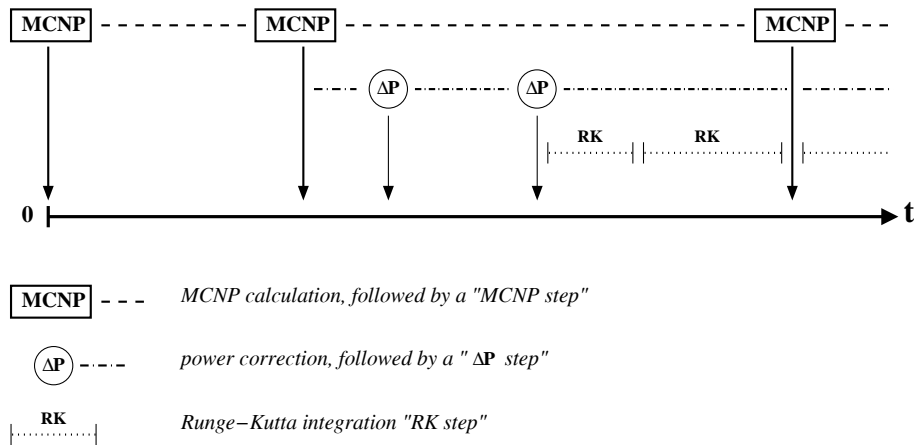 MCNP MCNP MCNP
ΔP ΔP
RK RK
0 t
MCNP MCNP calculation, followed by a "MCNP step"
ΔP power correction, followed by a " ΔP step"
RK Runge−Kutta integration "RK step"